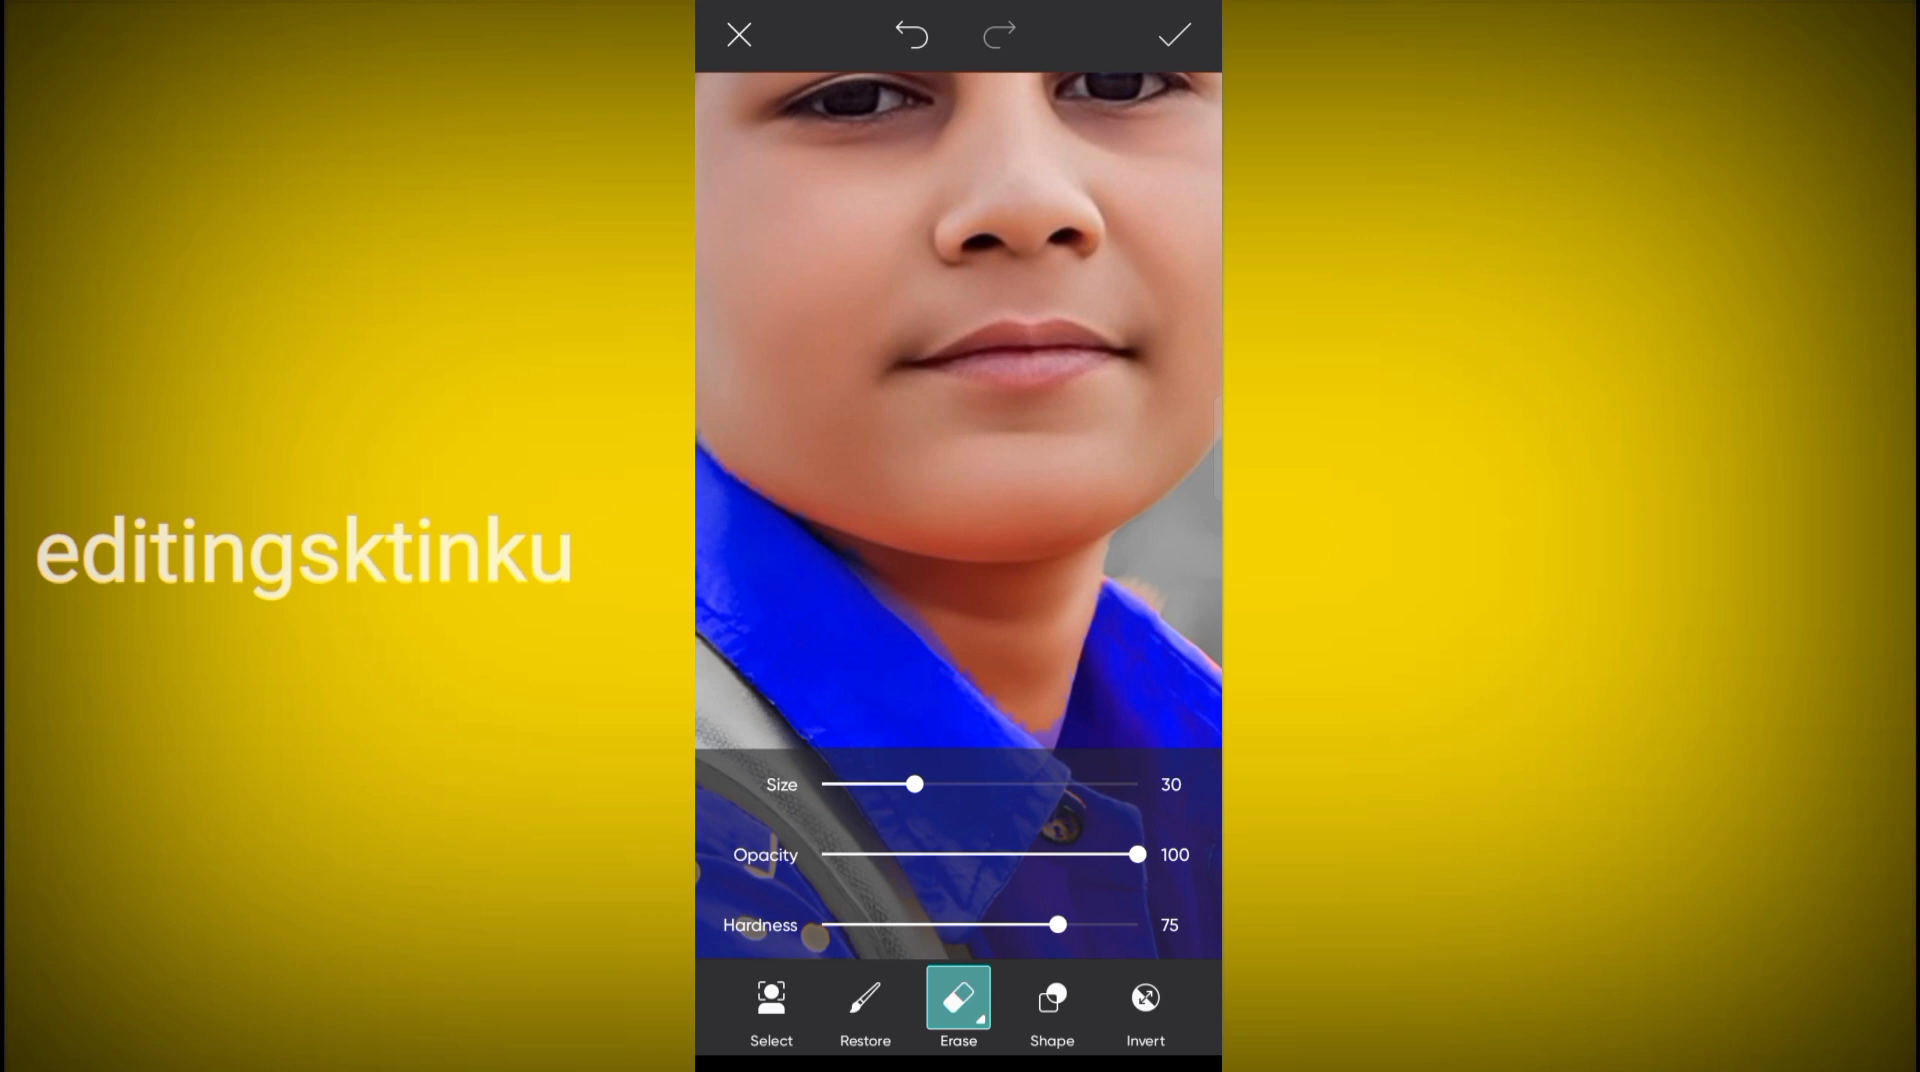 editingsktinku
Size 30
Opacity 100
Hardness 75
Select Restore Erase Shape Invert